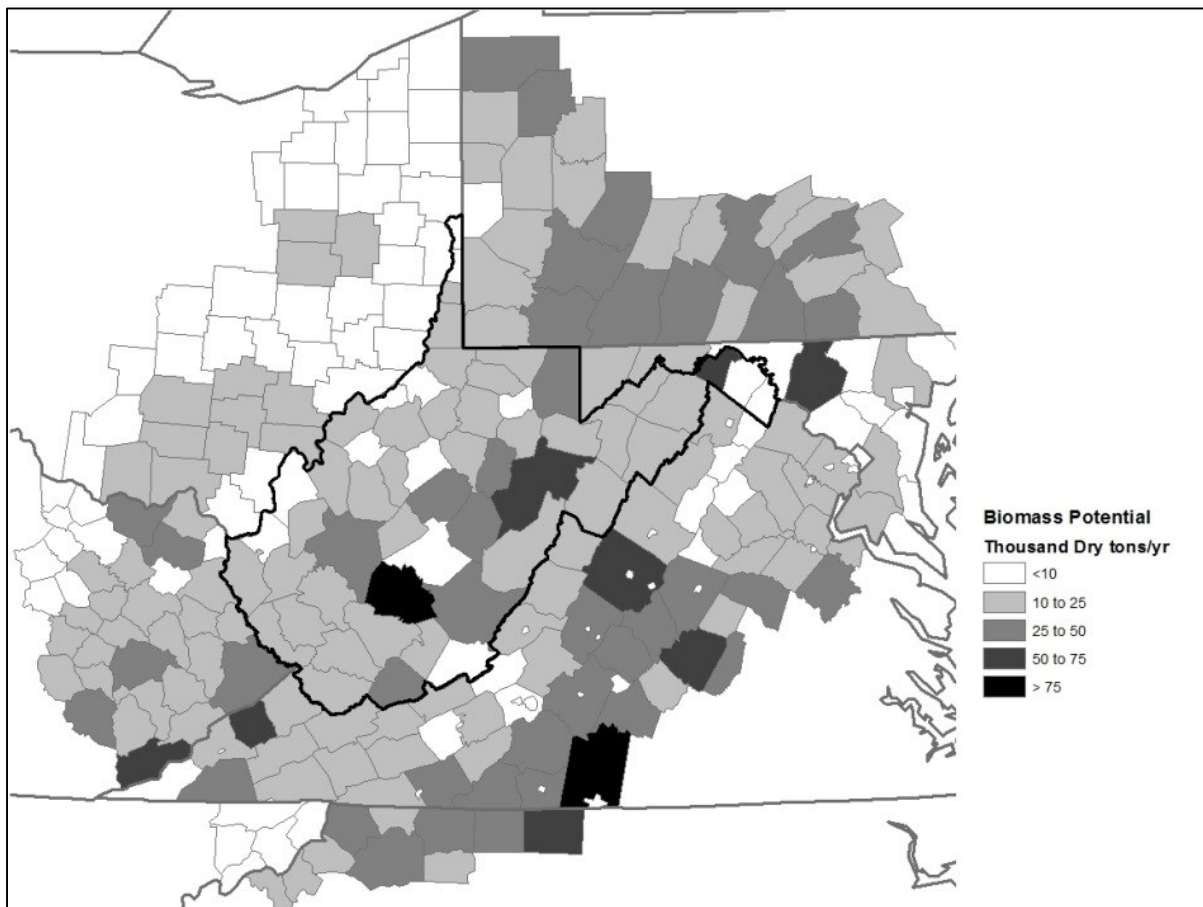 Biomass Potential
Thousand Dry tons/yr
<10
10 to 25
25 to 50
50 to 75
> 75